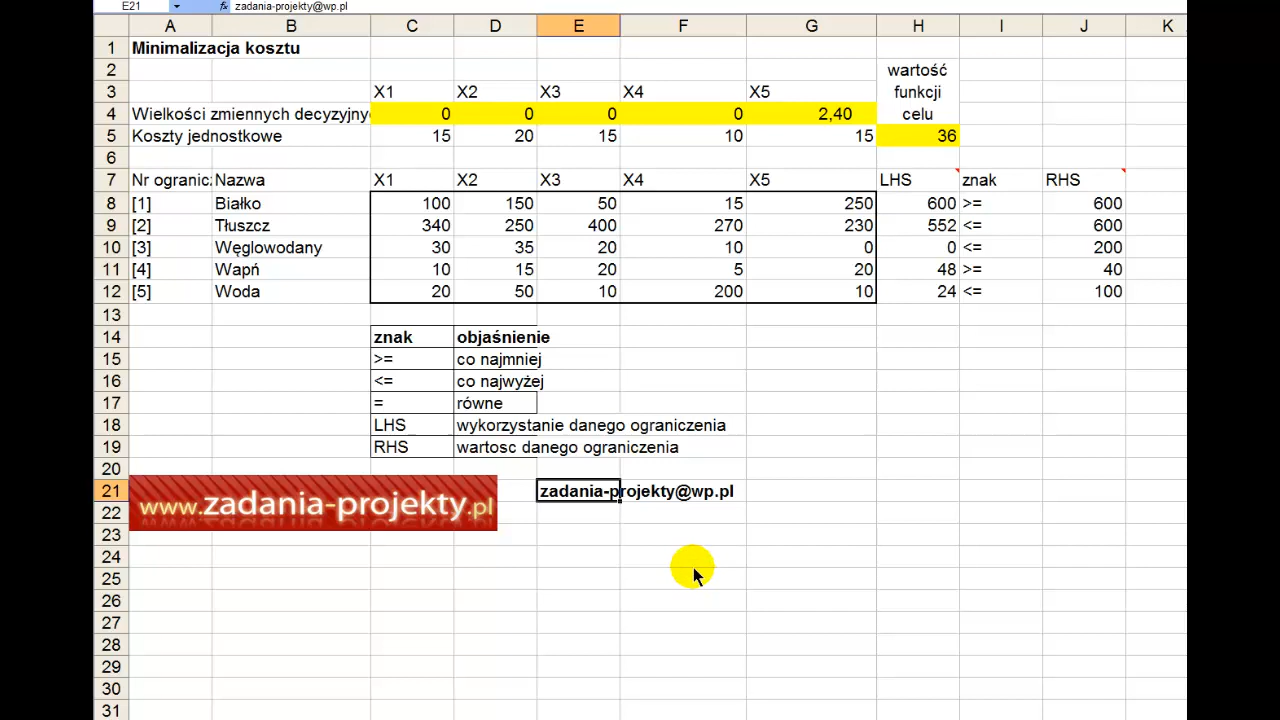 E21 fx zadania-projekty@wp.pl
A B C D E F G H I J K
1 Minimalizacja kosztu
2 wartość
3 X1 X2 X3 X4 X5 funkcji
4 Wielkości zmiennych decyzyjnyc 0 0 0 0 2,40 celu
5 Koszty jednostkowe 15 20 15 10 15 36
6
7 Nr ogranic: Nazwa X1 X2 X3 X4 X5 LHS znak RHS
8 [1] Białko 100 150 50 15 250 600 >= 600
9 [2] Tłuszcz 340 250 400 270 230 552 <= 600
10 [3] Węglowodany 30 35 20 10 0 0 <= 200
11 [4] Wapń 10 15 20 5 20 48 >= 40
12 [5] Woda 20 50 10 200 10 24 <= 100
13
14 znak objaśnienie
15 >= co najmniej
16 <= co najwyżej
17 = równe
18 LHS wykorzystanie danego ograniczenia
19 RHS wartosc danego ograniczenia
20
21 www.zadania-projekty.pl zadania-projekty@wp.pl
22
23
24
25
26
27
28
29
30
31